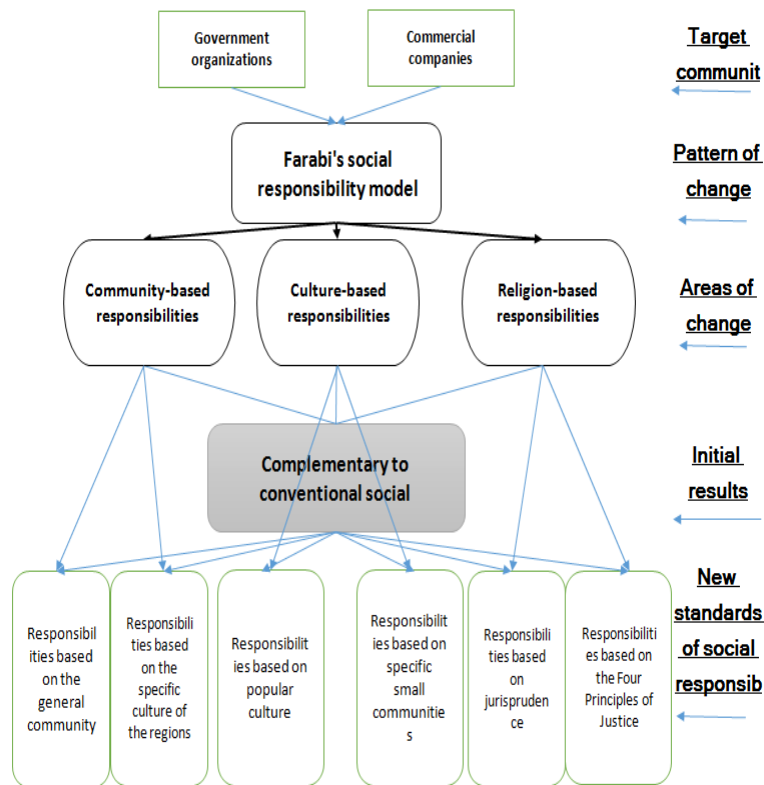 Government
organizations
Commercial
companies
Target
communit
Farabi's social
responsibility model
Pattern of
change
Community-based
responsibilities
Culture-based
responsibilities
Religion-based
responsibilities
Areas of
change
Complementary to
conventional social
Initial
results
Responsibil
ities based
on the
general
community
Responsibili
ties based
on the
specific
culture of
the regions
Responsibilit
ies based on
popular
culture
Responsibilit
ies based on
specific
small
communitie
s
Responsibili
ties based
on
jurispruden
ce
Responsibiliti
es based on
the Four
Principles of
Justice
New
standards
of social
responsib